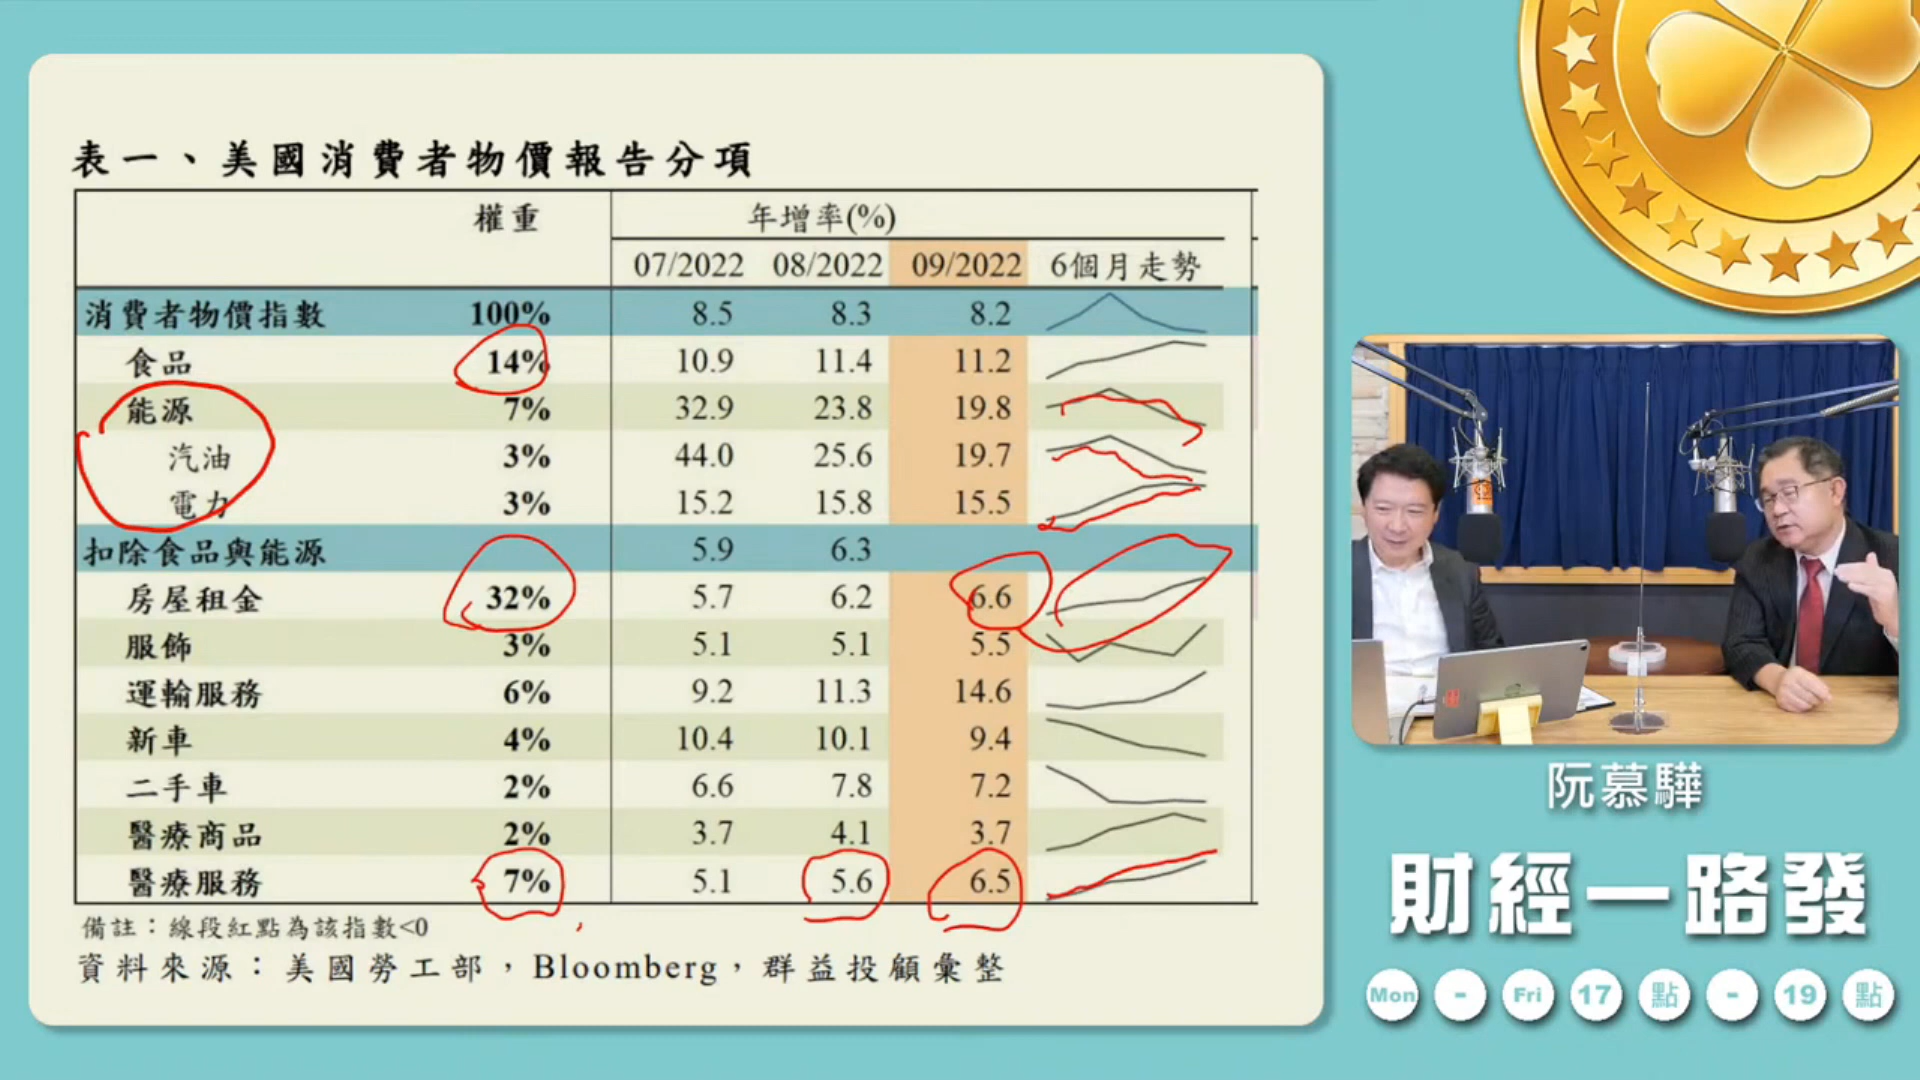 表一、美國消費者物價報告分項
權重 年增率(%)
07/2022 08/2022 09/2022 6個月走勢
消費者物價指數 100% 8.5 8.3 8.2
食品 14% 10.9 11.4 11.2
能源 7% 32.9 23.8 19.8
汽油 3% 44.0 25.6 19.7
電力 3% 15.2 15.8 15.5
扣除食品與能源 5.9 6.3
房屋租金 32% 5.7 6.2 6.6
服飾 3% 5.1 5.1 5.5
運輸服務 6% 9.2 11.3 14.6
新車 4% 10.4 10.1 9.4
二手車 2% 6.6 7.8 7.2
醫療商品 2% 3.7 4.1 3.7
醫療服務 7% 5.1 5.6 6.5
備註：線段紅點為該指數<0
資料來源：美國勞工部，Bloomberg，群益投顧彙整
阮慕驊
財經一路發
Mon - Fri 17 點 - 19 點